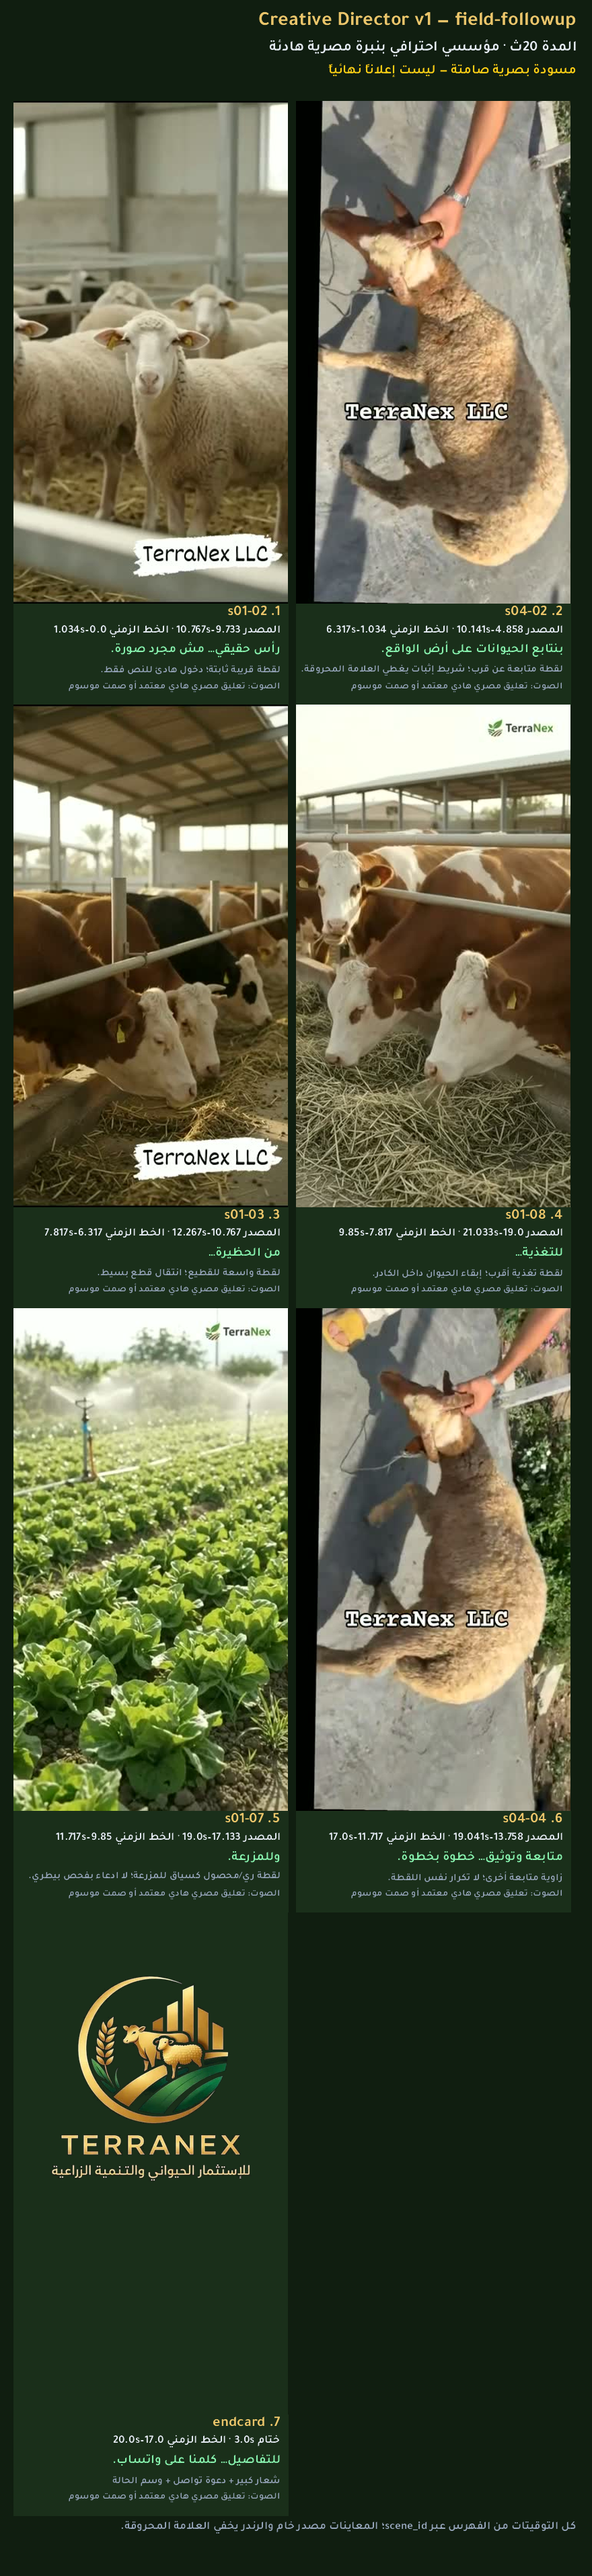 Creative Director v1 — field-followup
المدة 20ث · مؤسسي احترافي بنبرة مصرية هادئة
مسودة بصرية صامتة — ليست إعلانًا نهائيًا
TerraNex LLC
1. s01-02
المصدر 9.733–10.767s · الخط الزمني 0.0–1.034s
رأس حقيقي… مش مجرد صورة.
لقطة قريبة ثابتة؛ دخول هادئ للنص فقط.
الصوت: تعليق مصري هادي معتمد أو صمت موسوم
TerraNex LLC
2. s04-02
المصدر 4.858–10.141s · الخط الزمني 1.034–6.317s
بنتابع الحيوانات على أرض الواقع.
لقطة متابعة عن قرب؛ شريط إثبات يغطي العلامة المحروقة.
الصوت: تعليق مصري هادي معتمد أو صمت موسوم
TerraNex LLC
3. s01-03
المصدر 10.767–12.267s · الخط الزمني 6.317–7.817s
من الحظيرة…
لقطة واسعة للقطيع؛ انتقال قطع بسيط.
الصوت: تعليق مصري هادي معتمد أو صمت موسوم
TerraNex
4. s01-08
المصدر 19.0–21.033s · الخط الزمني 7.817–9.85s
للتغذية…
لقطة تغذية أقرب؛ إبقاء الحيوان داخل الكادر.
الصوت: تعليق مصري هادي معتمد أو صمت موسوم
TerraNex
5. s01-07
المصدر 17.133–19.0s · الخط الزمني 9.85–11.717s
وللمزرعة.
لقطة ري/محصول كسياق للمزرعة؛ لا ادعاء بفحص بيطري.
الصوت: تعليق مصري هادي معتمد أو صمت موسوم
TerraNex LLC
6. s04-04
المصدر 13.758–19.041s · الخط الزمني 11.717–17.0s
متابعة وتوثيق… خطوة بخطوة.
زاوية متابعة أخرى؛ لا تكرار نفس اللقطة.
الصوت: تعليق مصري هادي معتمد أو صمت موسوم
TERRANEX
للإستثمار الحيواني والتنمية الزراعية
7. endcard
ختام 3.0s · الخط الزمني 17.0–20.0s
للتفاصيل… كلمنا على واتساب.
شعار كبير + دعوة تواصل + وسم الحالة
الصوت: تعليق مصري هادي معتمد أو صمت موسوم
كل التوقيتات من الفهرس عبر scene_id؛ المعاينات مصدر خام والرندر يخفي العلامة المحروقة.